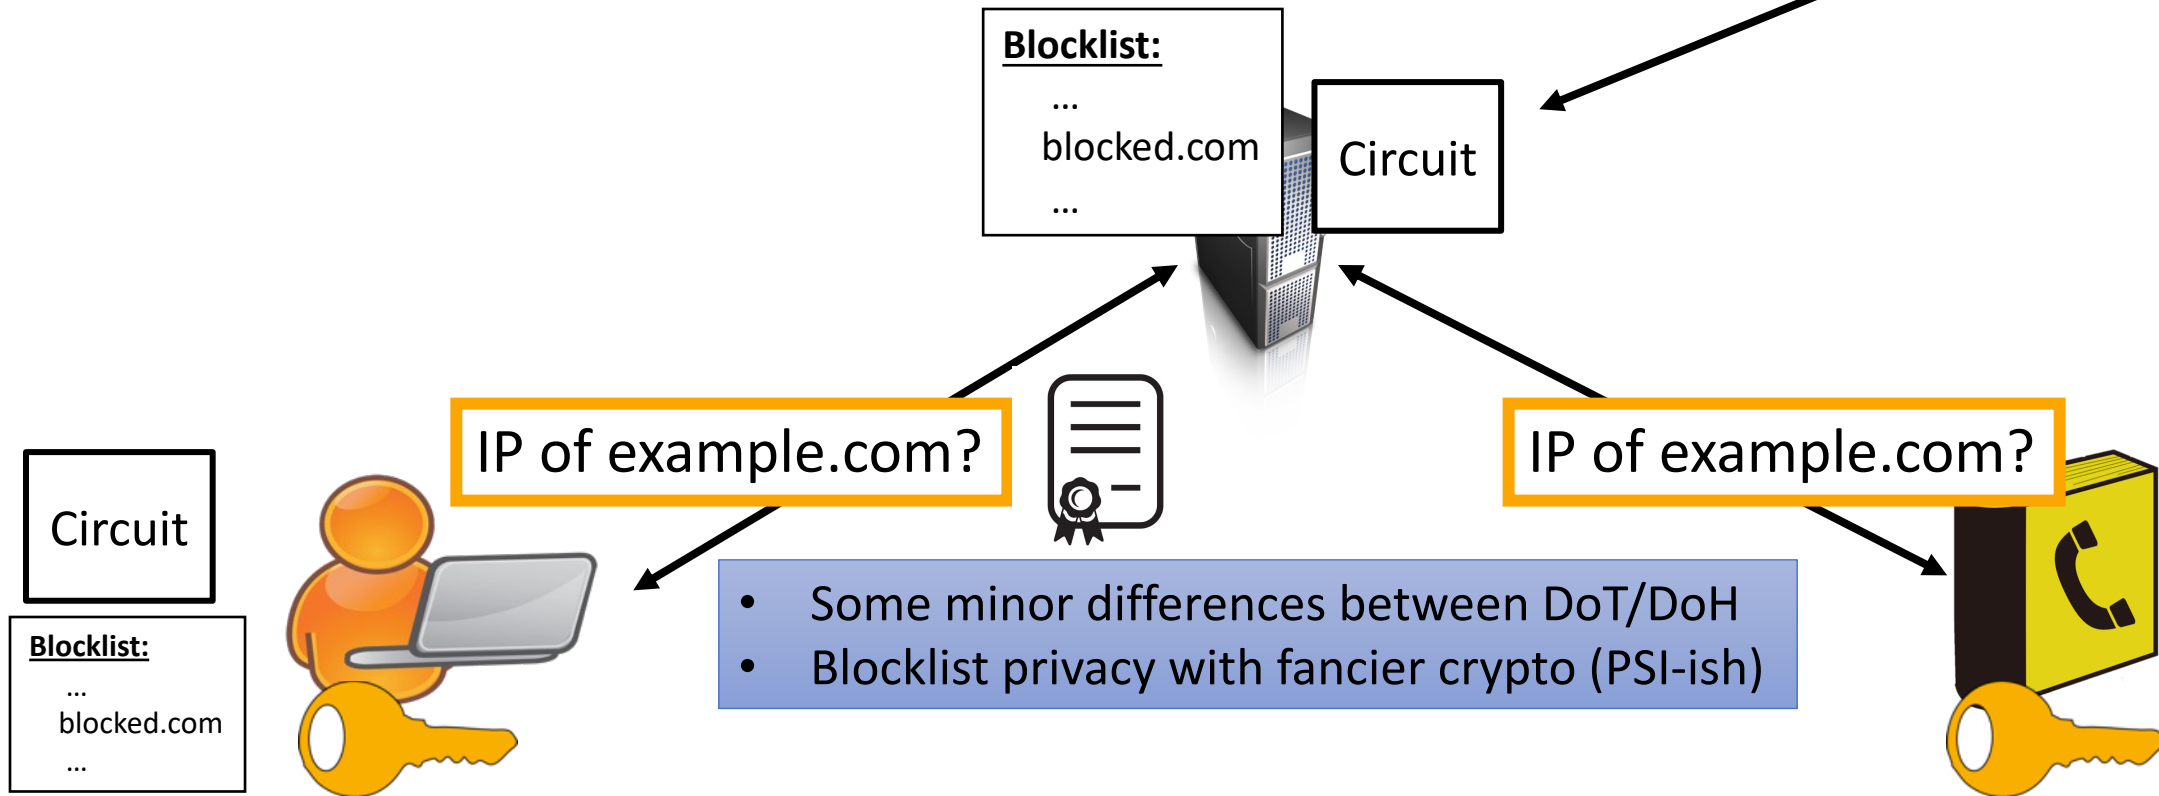 Blocklist:
...
blocked.com
...
Circuit
IP of example.com?
IP of example.com?
Circuit
Blocklist:
...
blocked.com
...
• Some minor differences between DoT/DoH
• Blocklist privacy with fancier crypto (PSI-ish)